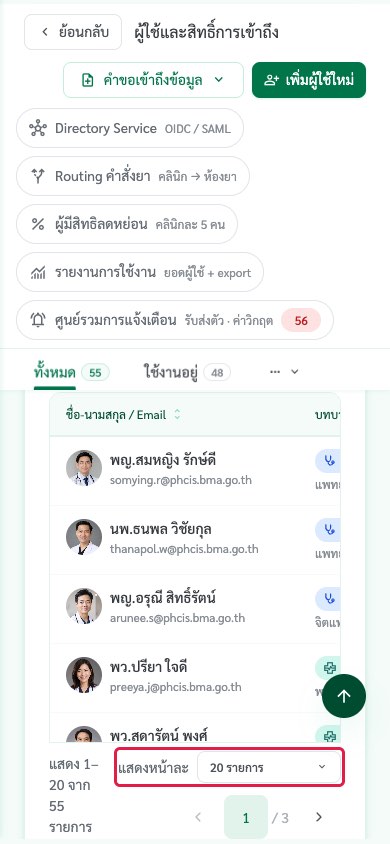 ย้อนกลับ ผู้ใช้และสิทธิ์การเข้าถึง
คำขอเข้าถึงข้อมูล เพิ่มผู้ใช้ใหม่
Directory Service OIDC / SAML
Routing คำสั่งยา คลินิก → ห้องยา
ผู้มีสิทธิลดหย่อน คลินิกละ 5 คน
รายงานการใช้งาน ยอดผู้ใช้ + export
ศูนย์รวมการแจ้งเตือน รับส่งตัว · ค่าวิกฤต 56
ทั้งหมด 55 ใช้งานอยู่ 48 ...
ชื่อ-นามสกุล / Email
พญ.สมหญิง รักษ์ดี
somying.r@phcis.bma.go.th
นพ.ธนพล วิชัยกุล
thanapol.w@phcis.bma.go.th
พญ.อรุณี สิทธิ์รัตน์
arunee.s@phcis.bma.go.th
พว.ปรียา ใจดี
preeya.j@phcis.bma.go.th
พว.สุดารัตน์ พงศ์
แสดง 1–
20 จาก
55
รายการ
แสดงหน้าละ 20 รายการ
1 / 3